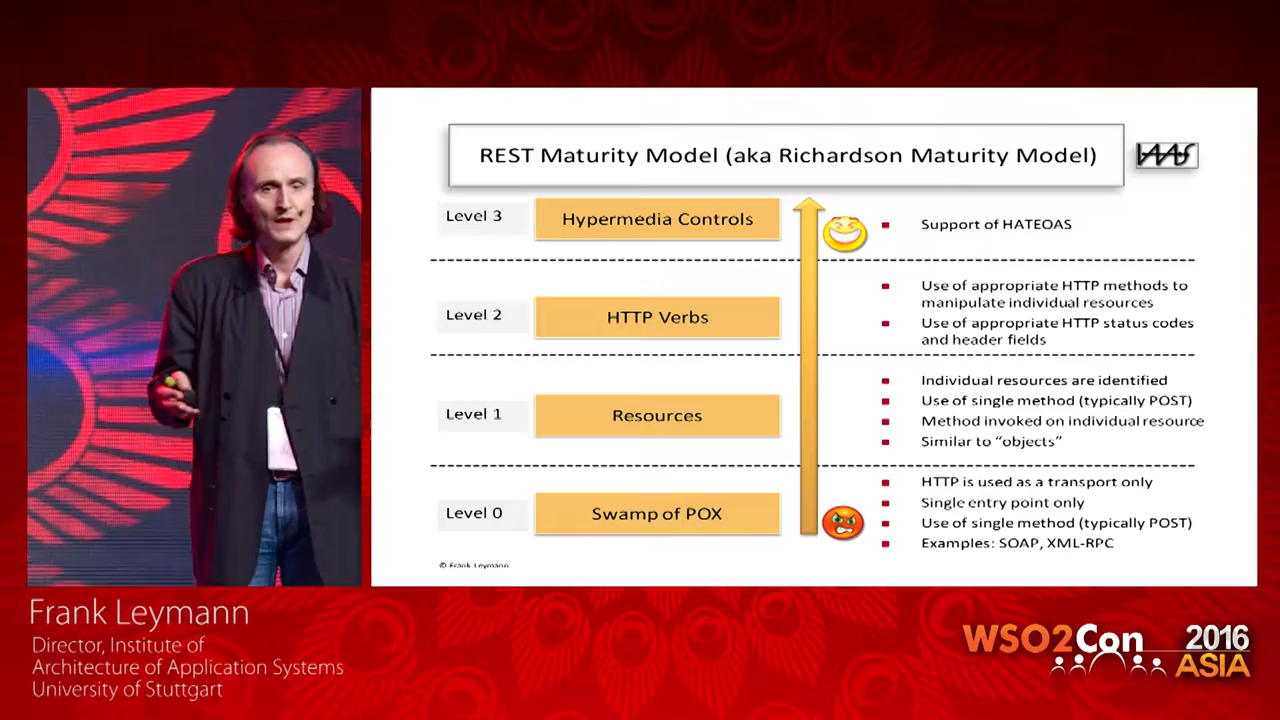 REST Maturity Model (aka Richardson Maturity Model)
IAAS
Level 3
Hypermedia Controls
Support of HATEOAS
Level 2
HTTP Verbs
Use of appropriate HTTP methods to
manipulate individual resources
Use of appropriate HTTP status codes
and header fields
Level 1
Resources
Individual resources are identified
Use of single method (typically POST)
Method invoked on individual resource
Similar to “objects”
Level 0
Swamp of POX
HTTP is used as a transport only
Single entry point only
Use of single method (typically POST)
Examples: SOAP, XML-RPC
© Frank Leymann
Frank Leymann
Director, Institute of
Architecture of Application Systems
University of Stuttgart
WSO2Con 2016
ASIA